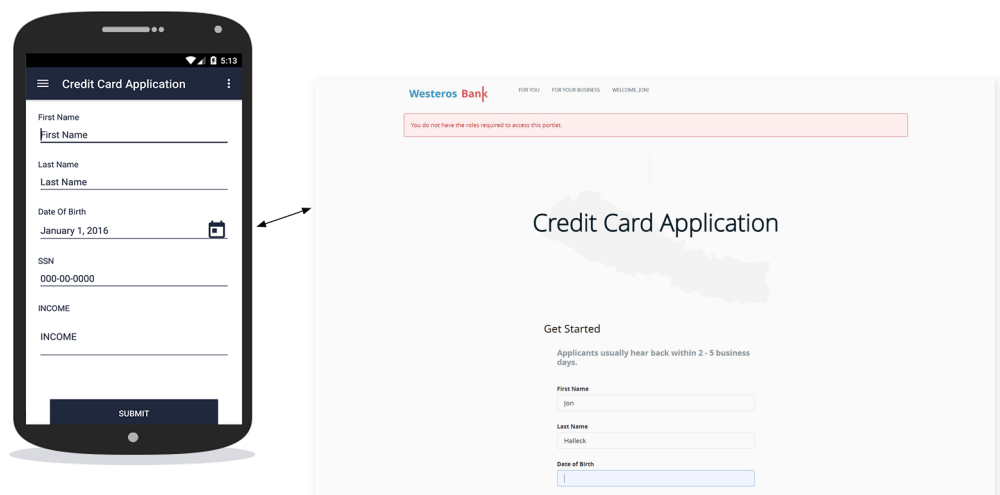 5:13
Credit Card Application
First Name
First Name
Last Name
Last Name
Date Of Birth
January 1, 2016
SSN
000-00-0000
INCOME
INCOME
SUBMIT
Westeros Bank FOR YOU FOR YOUR BUSINESS WELCOME, JON!
You do not have the roles required to access this portlet.
Credit Card Application
Get Started
Applicants usually hear back within 2 - 5 business
days.
First Name
Jon
Last Name
Halleck
Date of Birth